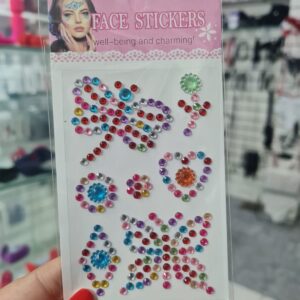 FACE STICKERS
well-being and charming!